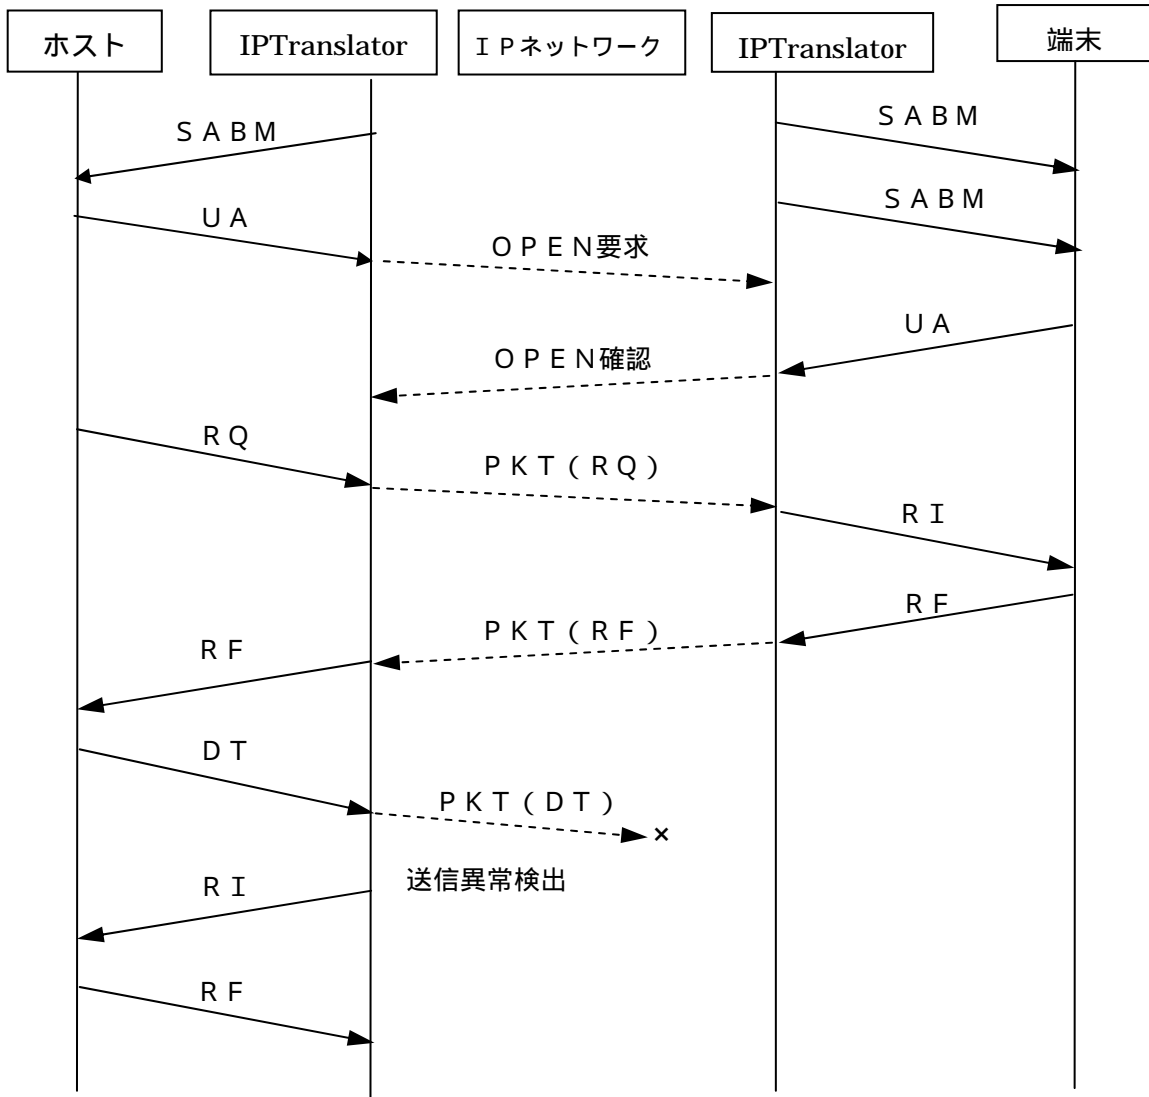 ホスト
IPTranslator
ＩＰネットワーク
IPTranslator
端末
ＳＡＢＭ
ＳＡＢＭ
ＵＡ
ＳＡＢＭ
ＯＰＥＮ要求
ＵＡ
ＯＰＥＮ確認
ＲＱ
ＰＫＴ（ＲＱ）
ＲＩ
ＲＦ
ＰＫＴ（ＲＦ）
ＲＦ
ＤＴ
ＰＫＴ（ＤＴ）
×
送信異常検出
ＲＩ
ＲＦ